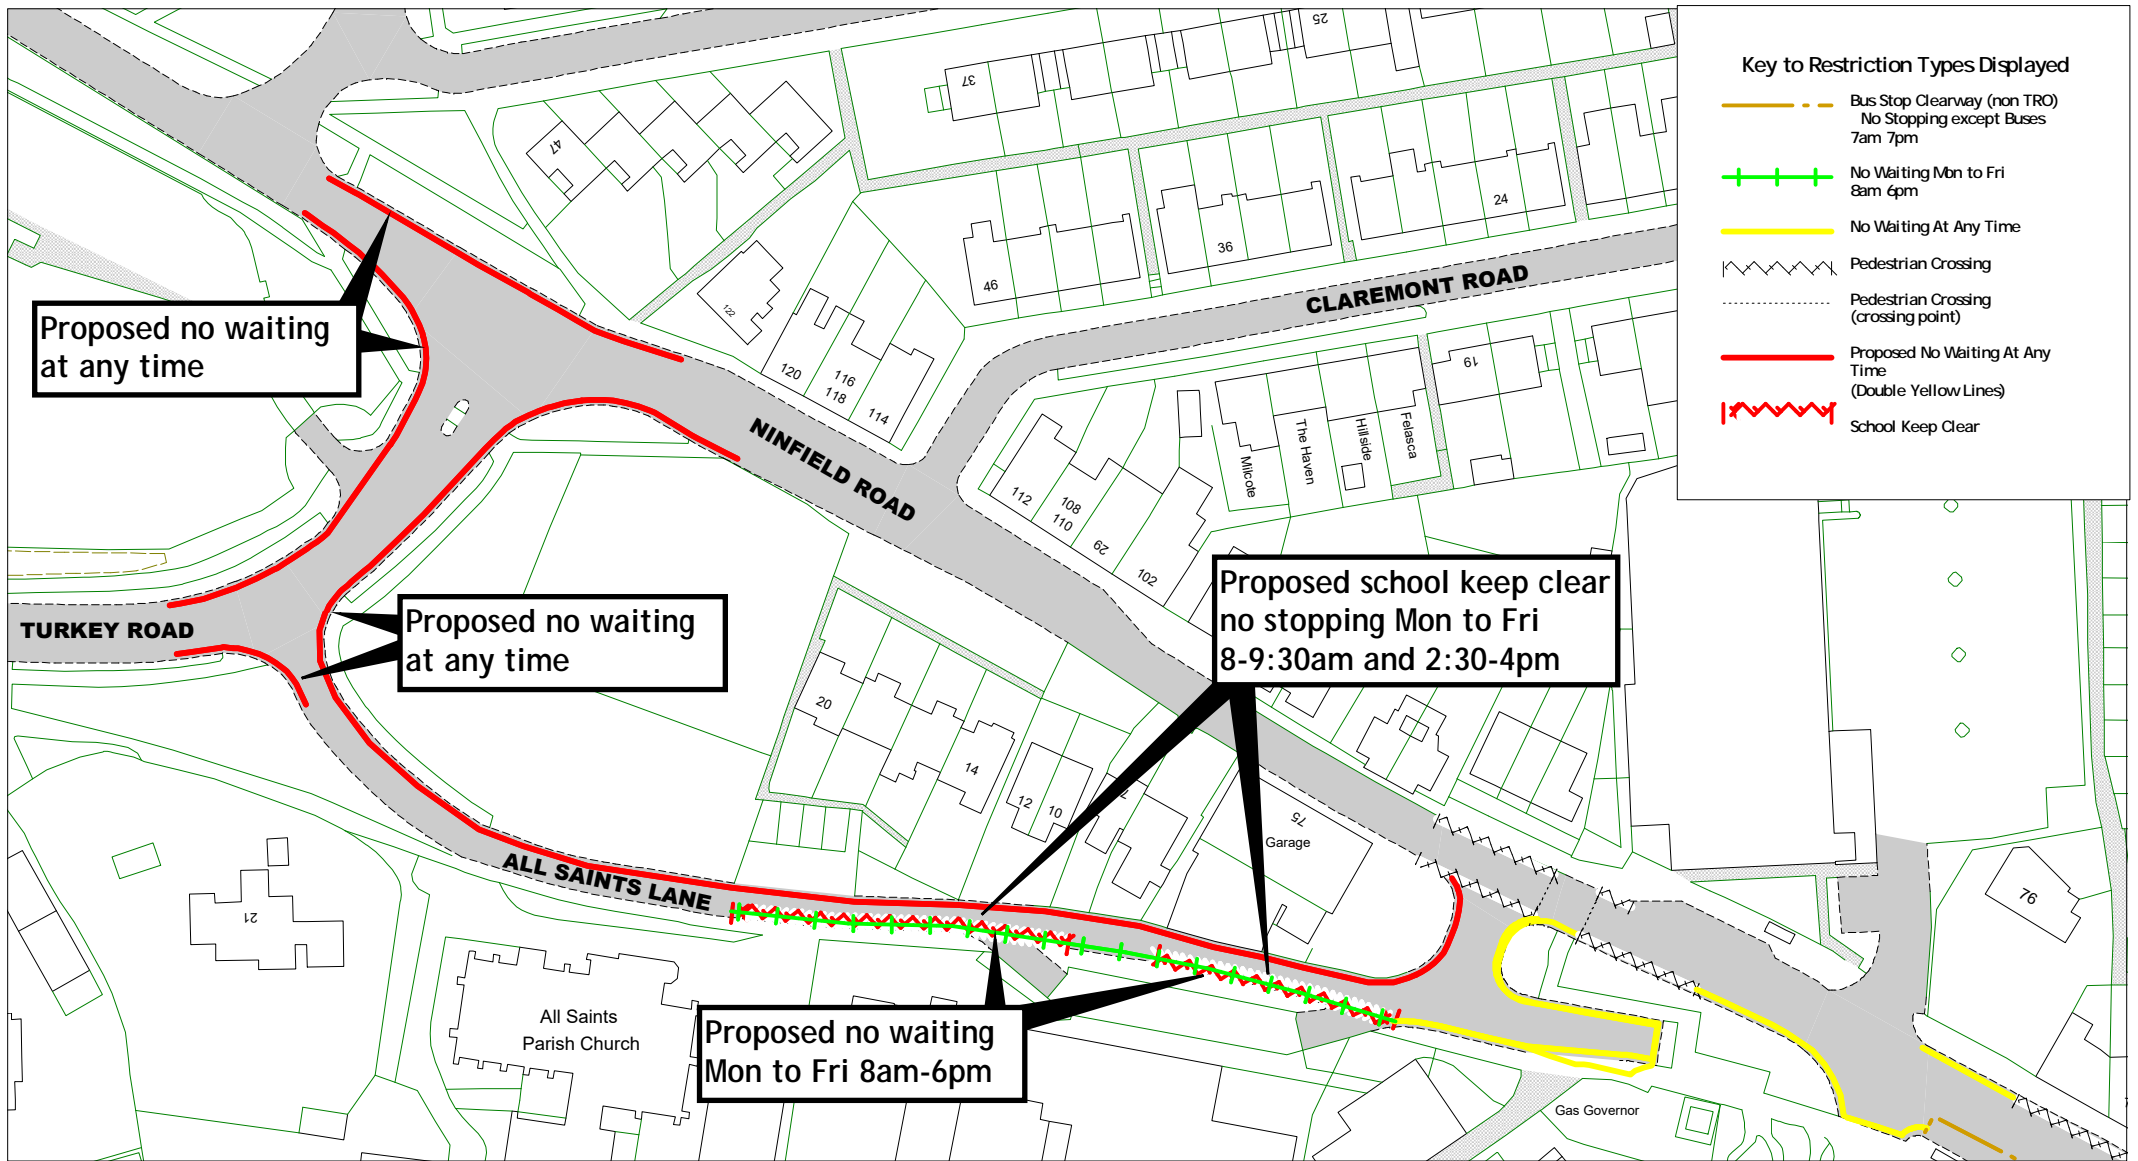 Key to Restriction Types Displayed
Bus Stop Clearway (non TRO)
No Stopping except Buses
7am 7pm
No Waiting Mon to Fri
8am 6pm
No Waiting At Any Time
Pedestrian Crossing
Pedestrian Crossing
(crossing point)
Proposed No Waiting At Any
Time
(Double Yellow Lines)
School Keep Clear
25
37
47
24
36
46
CLAREMONT ROAD
Proposed no waiting
at any time
122
120
116
118
114
19
NINFIELD ROAD
Milcote
The Haven
Hillside
Felasca
112
108
110
29
102
Proposed school keep clear
no stopping Mon to Fri
8-9:30am and 2:30-4pm
TURKEY ROAD
Proposed no waiting
at any time
20
14
12
10
75
Garage
ALL SAINTS LANE
21
76
All Saints
Parish Church
Proposed no waiting
Mon to Fri 8am-6pm
Gas Governor